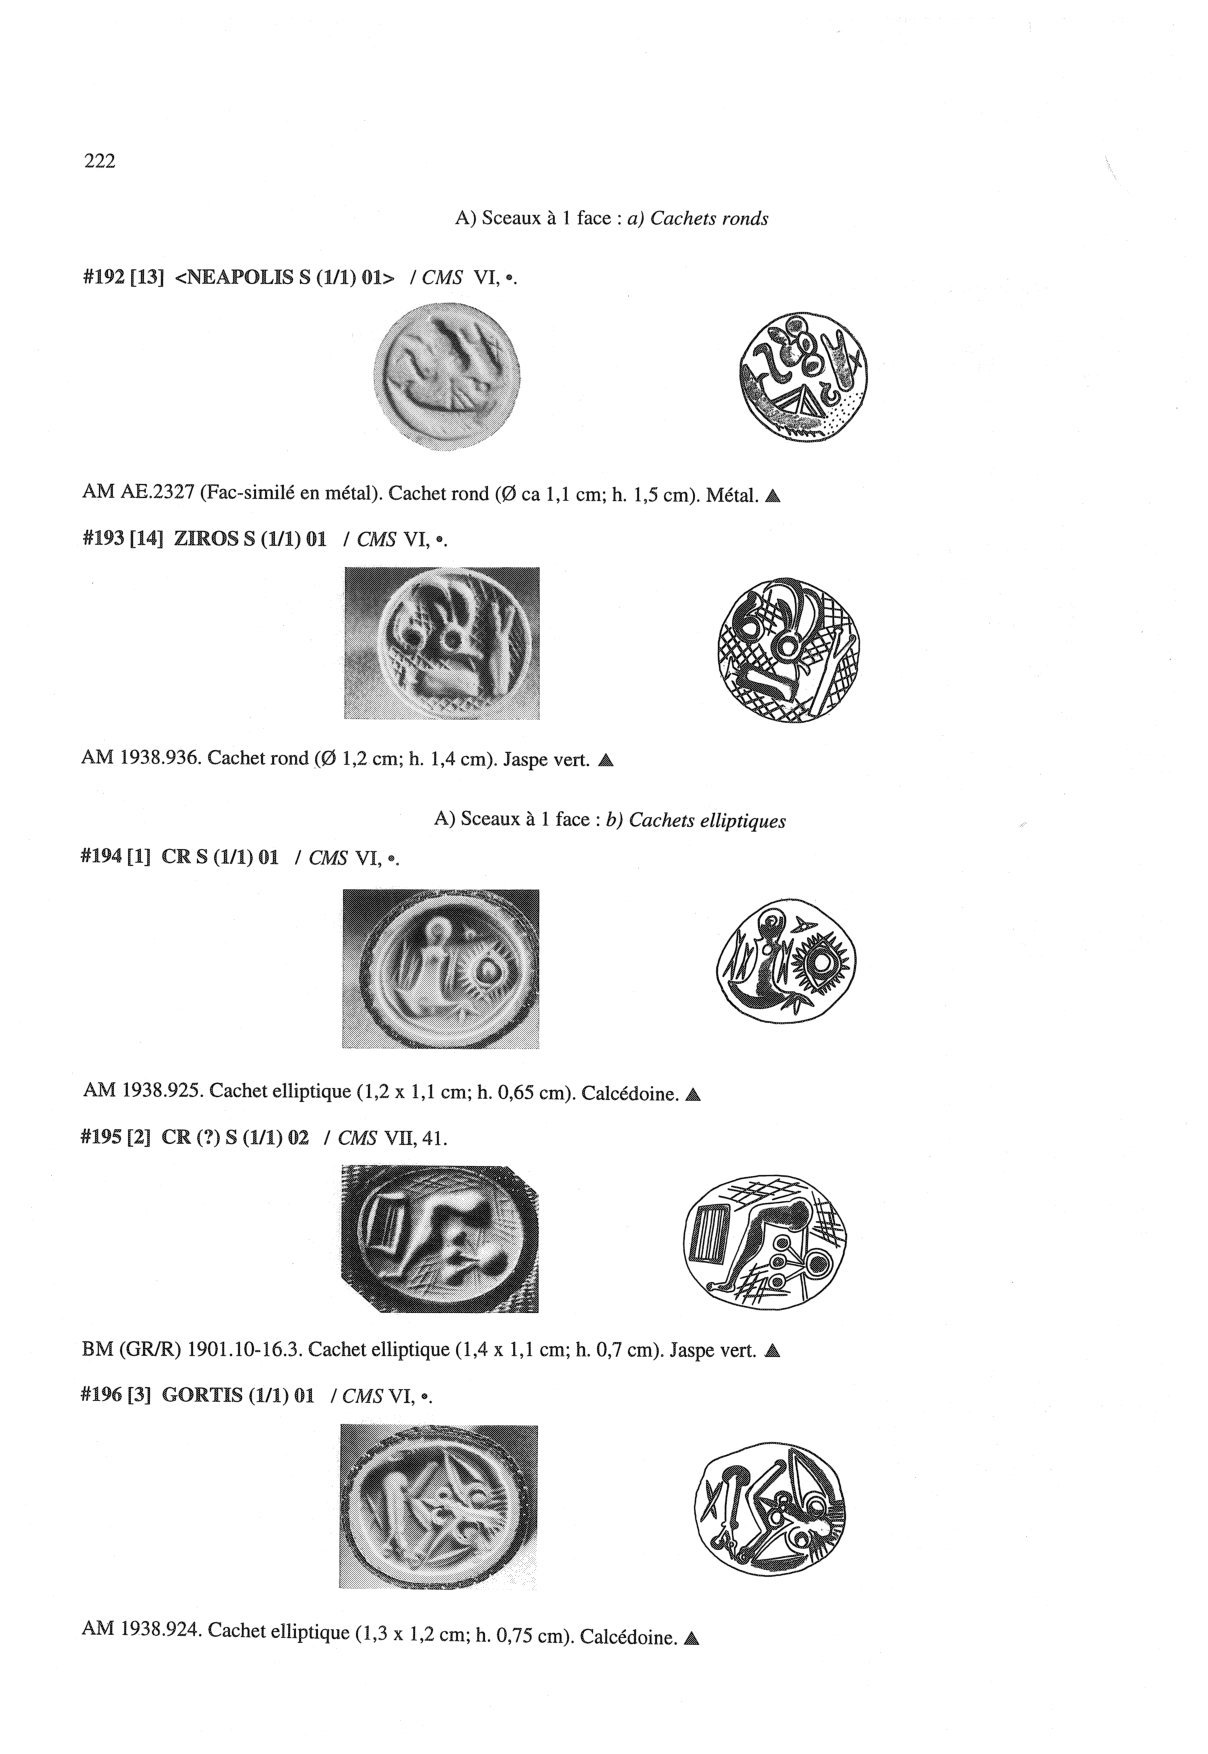 222
A) Sceaux à 1 face : a) Cachets ronds
#192 [13] <NEAPOLIS S (1/1) 01> / CMS VI, •.
AM AE.2327 (Fac-similé en métal). Cachet rond (Ø ca 1,1 cm; h. 1,5 cm). Métal. ▲
#193 [14] ZIROS S (1/1) 01 / CMS VI, •.
AM 1938.936. Cachet rond (Ø 1,2 cm; h. 1,4 cm). Jaspe vert. ▲
A) Sceaux à 1 face : b) Cachets elliptiques
#194 [1] CR S (1/1) 01 / CMS VI, •.
AM 1938.925. Cachet elliptique (1,2 x 1,1 cm; h. 0,65 cm). Calcédoine. ▲
#195 [2] CR (?) S (1/1) 02 / CMS VII, 41.
BM (GR/R) 1901.10-16.3. Cachet elliptique (1,4 x 1,1 cm; h. 0,7 cm). Jaspe vert. ▲
#196 [3] GORTIS (1/1) 01 / CMS VI, •.
AM 1938.924. Cachet elliptique (1,3 x 1,2 cm; h. 0,75 cm). Calcédoine. ▲